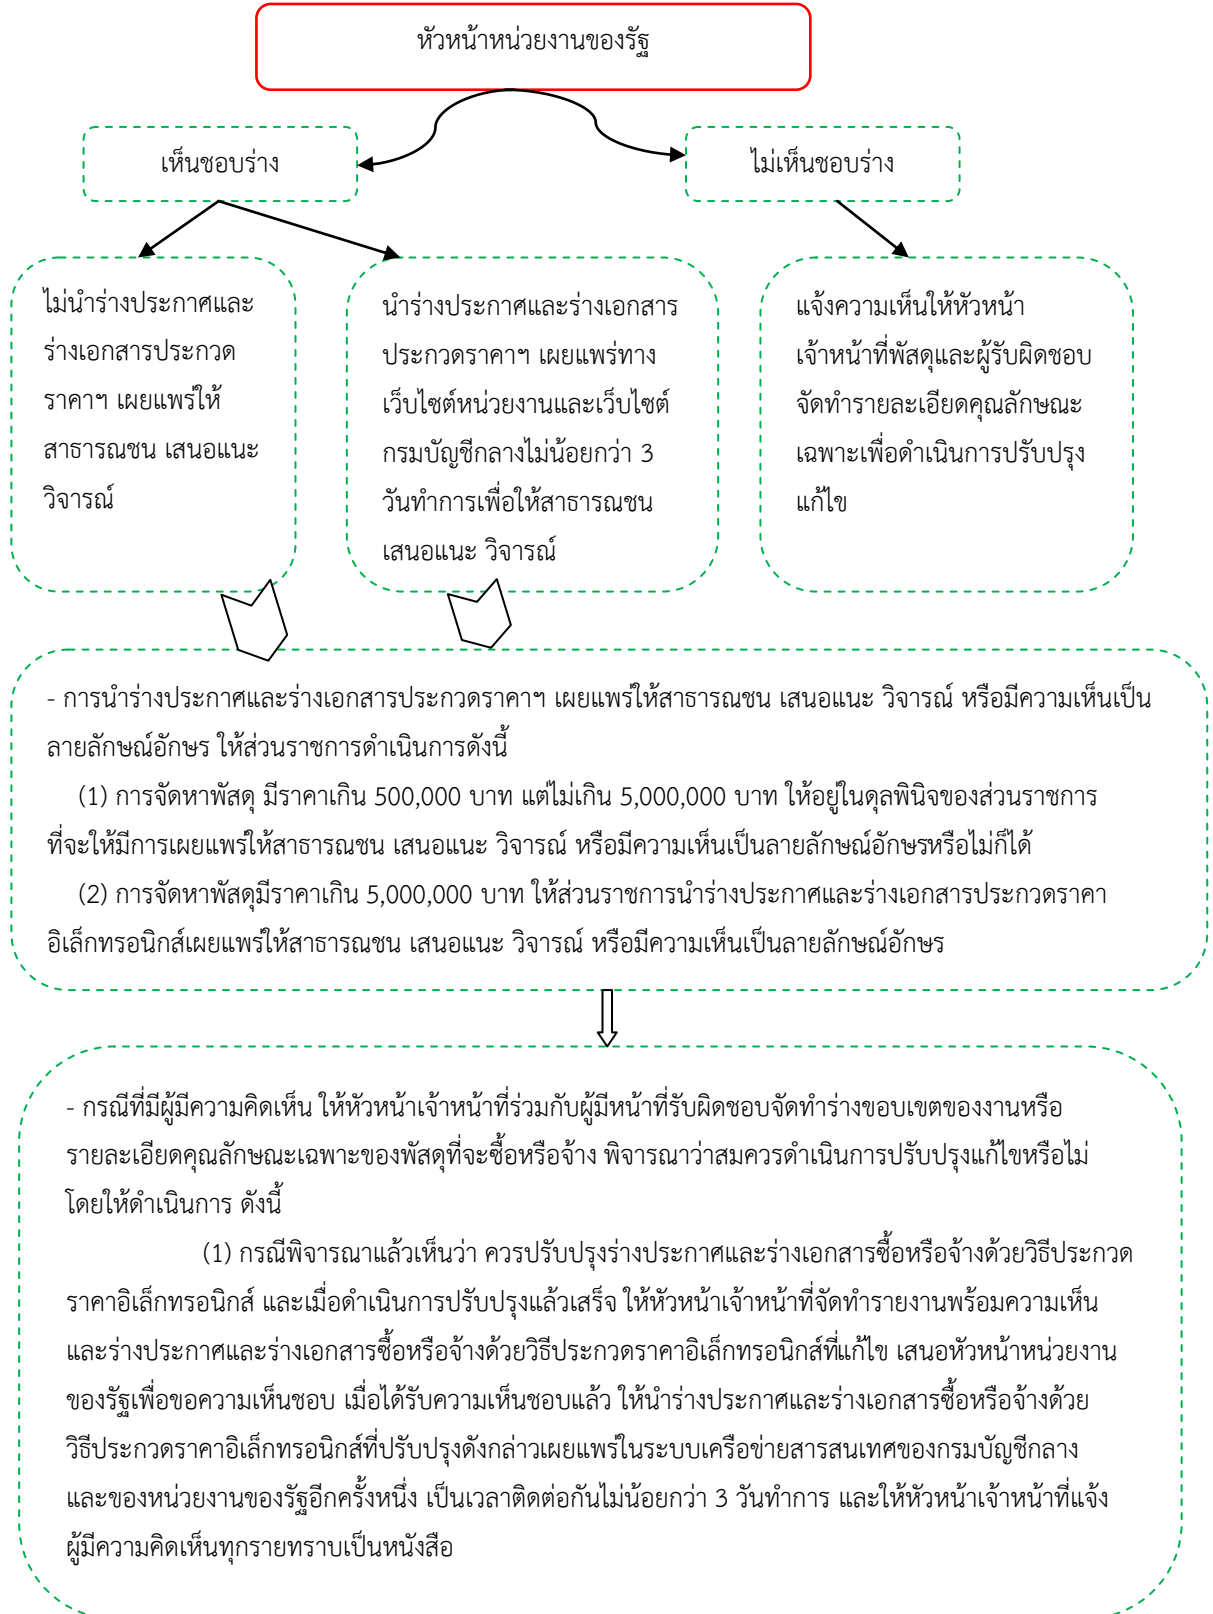 หัวหน้าหน่วยงานของรัฐ
เห็นชอบร่าง
ไม่เห็นชอบร่าง
ไม่นำร่างประกาศและ
ร่างเอกสารประกวด
ราคาฯ เผยแพร่ให้
สาธารณชน เสนอแนะ
วิจารณ์
นำร่างประกาศและร่างเอกสาร
ประกวดราคาฯ เผยแพร่ทาง
เว็บไซต์หน่วยงานและเว็บไซต์
กรมบัญชีกลางไม่น้อยกว่า 3
วันทำการเพื่อให้สาธารณชน
เสนอแนะ วิจารณ์
แจ้งความเห็นให้หัวหน้า
เจ้าหน้าที่พัสดุและผู้รับผิดชอบ
จัดทำรายละเอียดคุณลักษณะ
เฉพาะเพื่อดำเนินการปรับปรุง
แก้ไข
- การนำร่างประกาศและร่างเอกสารประกวดราคาฯ เผยแพร่ให้สาธารณชน เสนอแนะ วิจารณ์ หรือมีความเห็นเป็น
ลายลักษณ์อักษร ให้ส่วนราชการดำเนินการดังนี้
(1) การจัดหาพัสดุ มีราคาเกิน 500,000 บาท แต่ไม่เกิน 5,000,000 บาท ให้อยู่ในดุลพินิจของส่วนราชการ
ที่จะให้มีการเผยแพร่ให้สาธารณชน เสนอแนะ วิจารณ์ หรือมีความเห็นเป็นลายลักษณ์อักษรหรือไม่ก็ได้
(2) การจัดหาพัสดุมีราคาเกิน 5,000,000 บาท ให้ส่วนราชการนำร่างประกาศและร่างเอกสารประกวดราคา
อิเล็กทรอนิกส์เผยแพร่ให้สาธารณชน เสนอแนะ วิจารณ์ หรือมีความเห็นเป็นลายลักษณ์อักษร
- กรณีที่มีผู้มีความคิดเห็น ให้หัวหน้าเจ้าหน้าที่ร่วมกับผู้มีหน้าที่รับผิดชอบจัดทำร่างขอบเขตของงานหรือ
รายละเอียดคุณลักษณะเฉพาะของพัสดุที่จะซื้อหรือจ้าง พิจารณาว่าสมควรดำเนินการปรับปรุงแก้ไขหรือไม่
โดยให้ดำเนินการ ดังนี้
(1) กรณีพิจารณาแล้วเห็นว่า ควรปรับปรุงร่างประกาศและร่างเอกสารซื้อหรือจ้างด้วยวิธีประกวด
ราคาอิเล็กทรอนิกส์ และเมื่อดำเนินการปรับปรุงแล้วเสร็จ ให้หัวหน้าเจ้าหน้าที่จัดทำรายงานพร้อมความเห็น
และร่างประกาศและร่างเอกสารซื้อหรือจ้างด้วยวิธีประกวดราคาอิเล็กทรอนิกส์ที่แก้ไข เสนอหัวหน้าหน่วยงาน
ของรัฐเพื่อขอความเห็นชอบ เมื่อได้รับความเห็นชอบแล้ว ให้นำร่างประกาศและร่างเอกสารซื้อหรือจ้างด้วย
วิธีประกวดราคาอิเล็กทรอนิกส์ที่ปรับปรุงดังกล่าวเผยแพร่ในระบบเครือข่ายสารสนเทศของกรมบัญชีกลาง
และของหน่วยงานของรัฐอีกครั้งหนึ่ง เป็นเวลาติดต่อกันไม่น้อยกว่า 3 วันทำการ และให้หัวหน้าเจ้าหน้าที่แจ้ง
ผู้มีความคิดเห็นทุกรายทราบเป็นหนังสือ